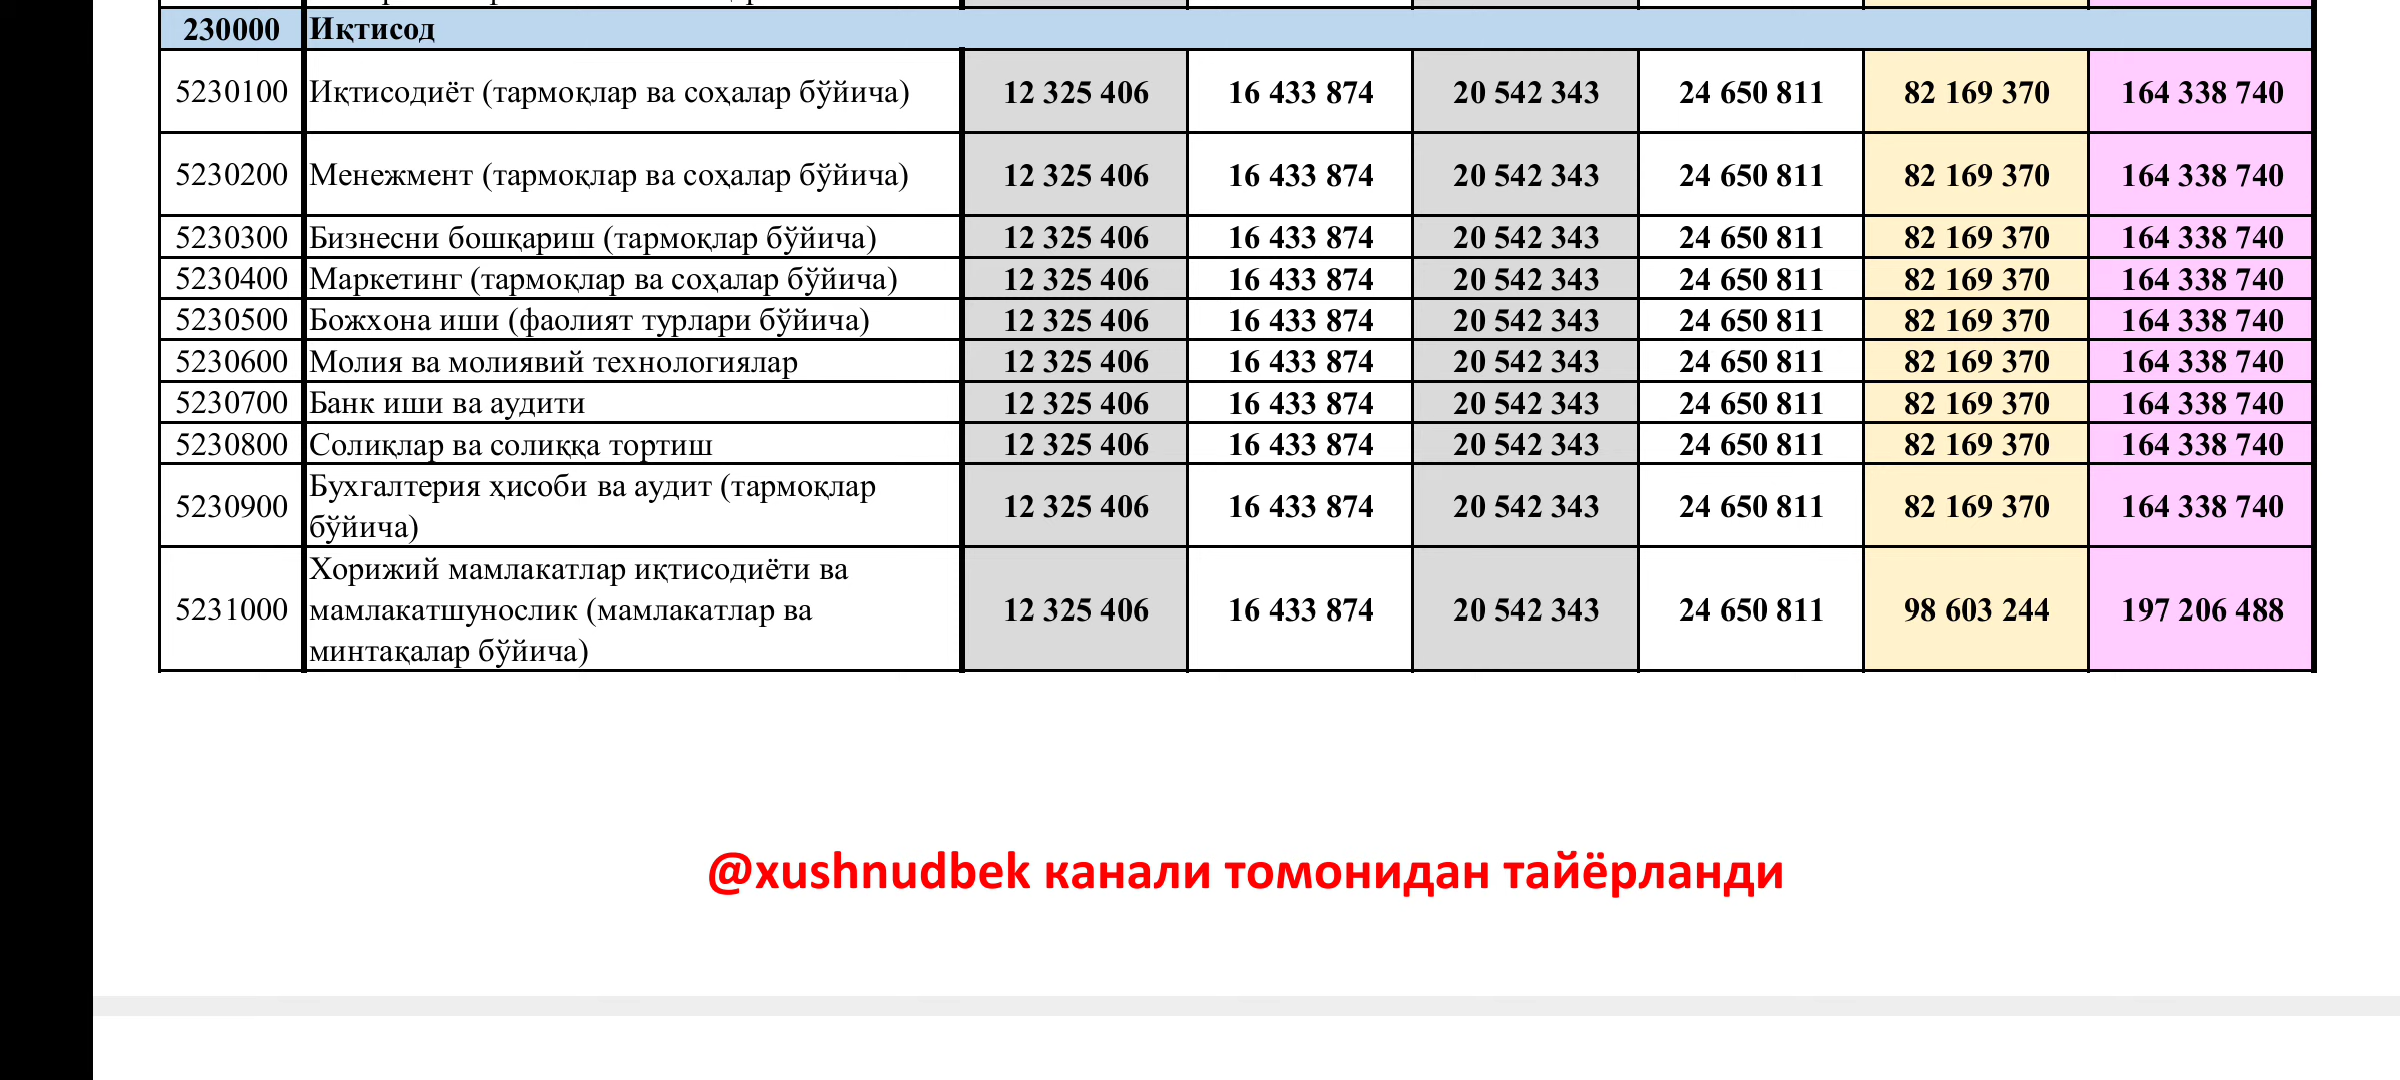 230000 Иқтисод
5230100 Иқтисодиёт (тармоқлар ва соҳалар бўйича) 12 325 406 16 433 874 20 542 343 24 650 811 82 169 370 164 338 740
5230200 Менежмент (тармоқлар ва соҳалар бўйича) 12 325 406 16 433 874 20 542 343 24 650 811 82 169 370 164 338 740
5230300 Бизнесни бошқариш (тармоқлар бўйича) 12 325 406 16 433 874 20 542 343 24 650 811 82 169 370 164 338 740
5230400 Маркетинг (тармоқлар ва соҳалар бўйича) 12 325 406 16 433 874 20 542 343 24 650 811 82 169 370 164 338 740
5230500 Божхона иши (фаолият турлари бўйича) 12 325 406 16 433 874 20 542 343 24 650 811 82 169 370 164 338 740
5230600 Молия ва молиявий технологиялар 12 325 406 16 433 874 20 542 343 24 650 811 82 169 370 164 338 740
5230700 Банк иши ва аудити 12 325 406 16 433 874 20 542 343 24 650 811 82 169 370 164 338 740
5230800 Солиқлар ва солиққа тортиш 12 325 406 16 433 874 20 542 343 24 650 811 82 169 370 164 338 740
Бухгалтерия ҳисоби ва аудит (тармоқлар
5230900 12 325 406 16 433 874 20 542 343 24 650 811 82 169 370 164 338 740
бўйича)
Хорижий мамлакатлар иқтисодиёти ва
5231000 мамлакатшунослик (мамлакатлар ва 12 325 406 16 433 874 20 542 343 24 650 811 98 603 244 197 206 488
минтақалар бўйича)
@xushnudbek канали томонидан тайёрланди